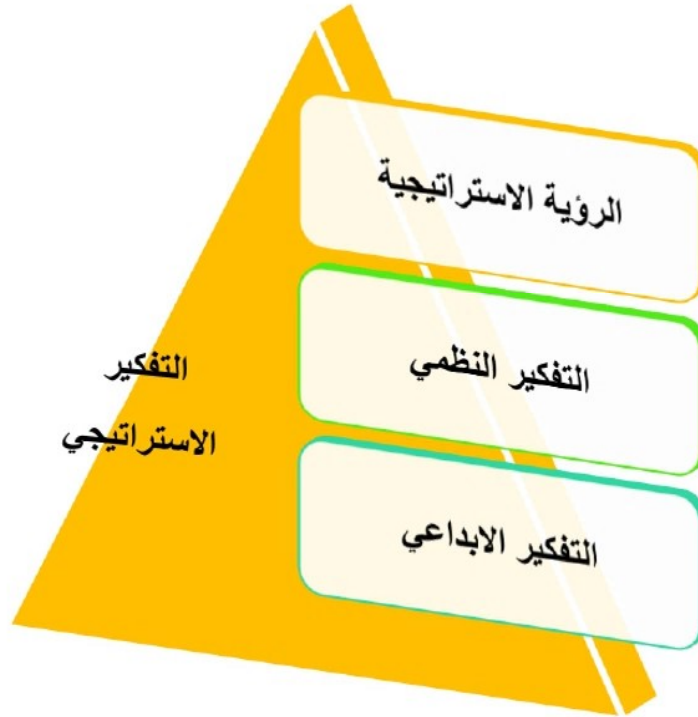 الرؤية الاستراتيجية
التفكير النظمي
التفكير الابداعي
التفكير
الاستراتيجي